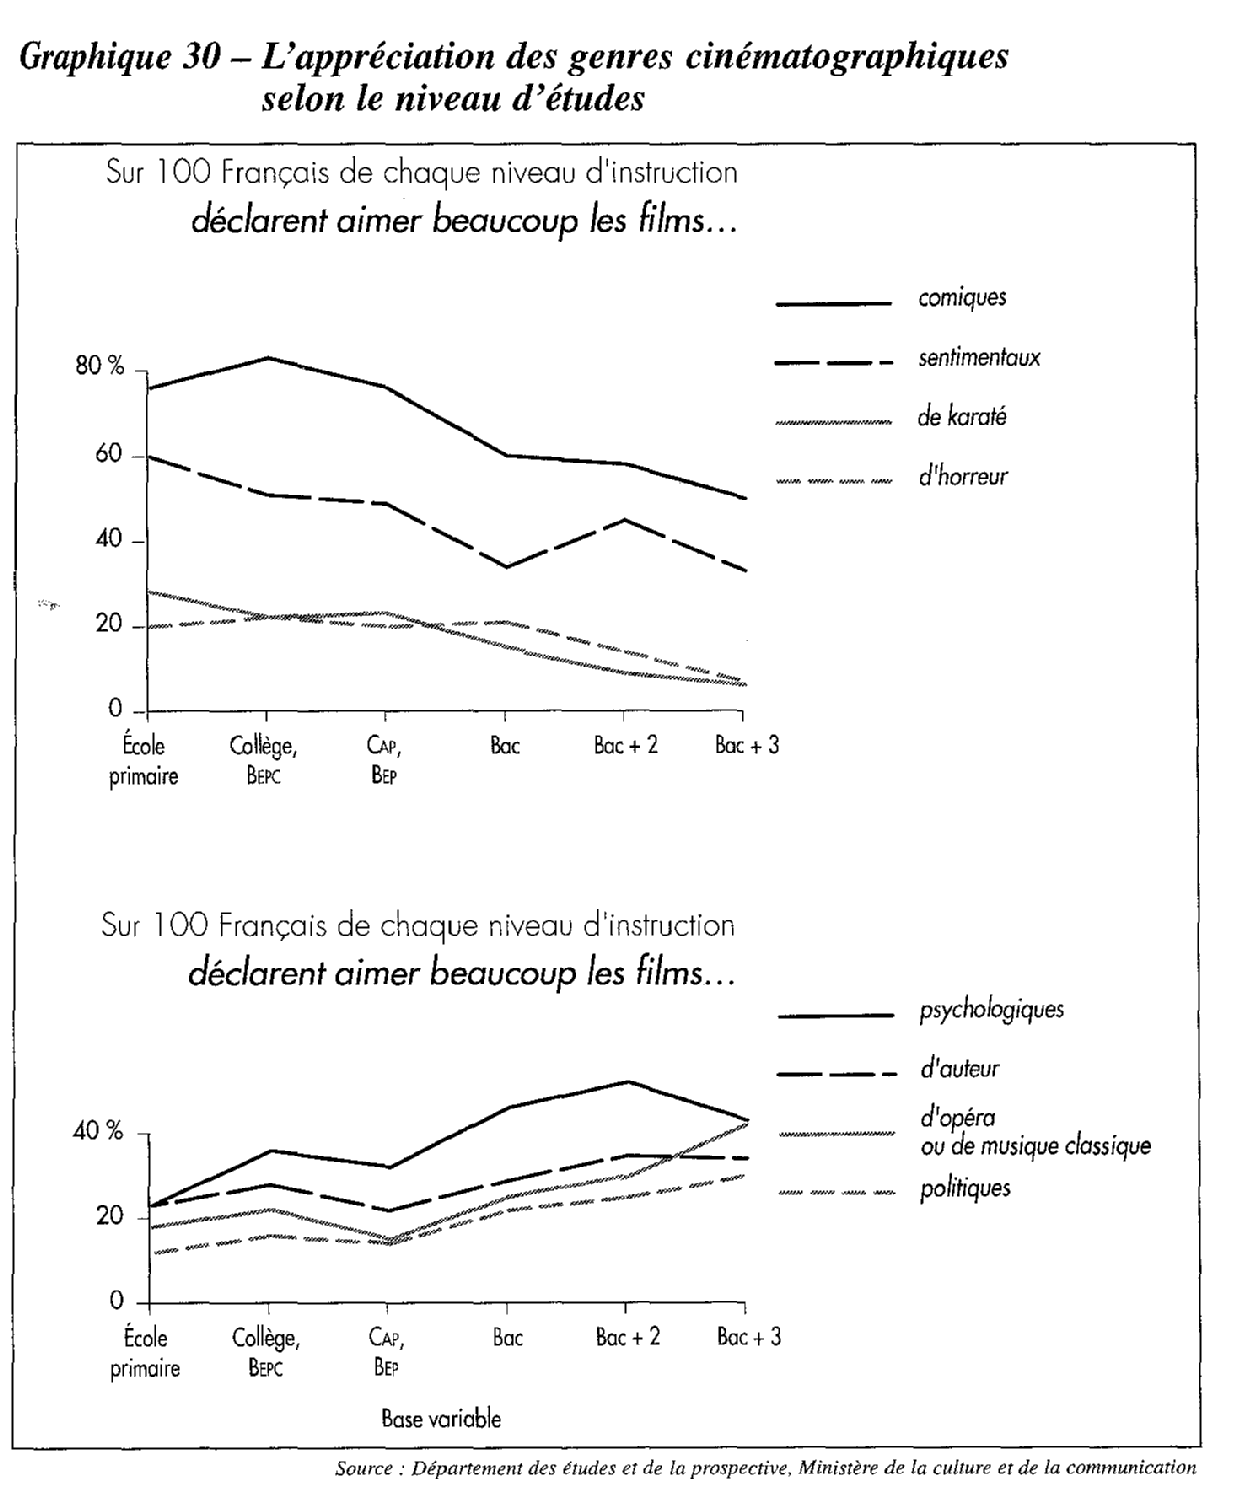 Graphique 30 – L'appréciation des genres cinématographiques
selon le niveau d'études
Sur 100 Français de chaque niveau d'instruction
déclarent aimer beaucoup les films...
comiques
sentimentaux
de karaté
d'horreur
80 %
60
40
20
0
École
primaire
Collège,
BEPC
CAP,
BEP
Bac
Bac + 2
Bac + 3
Sur 100 Français de chaque niveau d'instruction
déclarent aimer beaucoup les films...
psychologiques
d'auteur
d'opéra
ou de musique classique
politiques
40 %
20
0
École
primaire
Collège,
BEPC
CAP,
BEP
Bac
Bac + 2
Bac + 3
Base variable
Source : Département des études et de la prospective, Ministère de la culture et de la communication